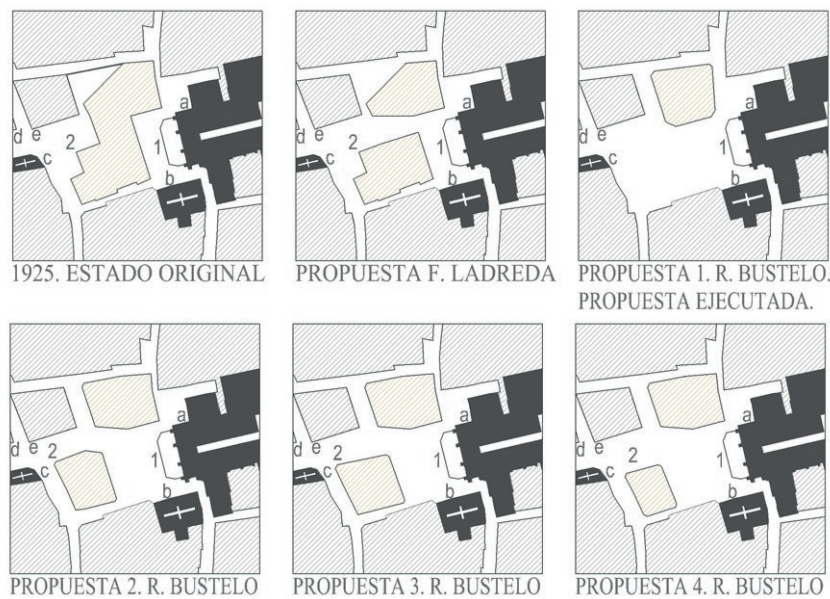 a
2
d e
c
1
b
1925. ESTADO ORIGINAL
a
2
d e
c
1
b
PROPUESTA F. LADREDA
a
d e
c
1
b
PROPUESTA 1. R. BUSTELO.
PROPUESTA EJECUTADA.
a
d e 2
c
1
b
PROPUESTA 2. R. BUSTELO
a
d e 2
c
1
b
PROPUESTA 3. R. BUSTELO
a
d e 2
c
1
b
PROPUESTA 4. R. BUSTELO